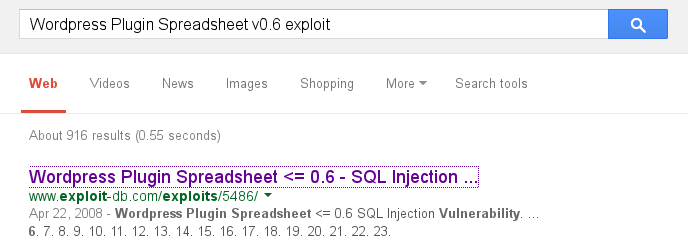 Wordpress Plugin Spreadsheet v0.6 exploit
Web Videos News Images Shopping More Search tools
About 916 results (0.55 seconds)
Wordpress Plugin Spreadsheet <= 0.6 - SQL Injection ...
www.exploit-db.com/exploits/5486/
Apr 22, 2008 - Wordpress Plugin Spreadsheet <= 0.6 SQL Injection Vulnerability. ...
6. 7. 8. 9. 10. 11. 12. 13. 14. 15. 16. 17. 18. 19. 20. 21. 22. 23.